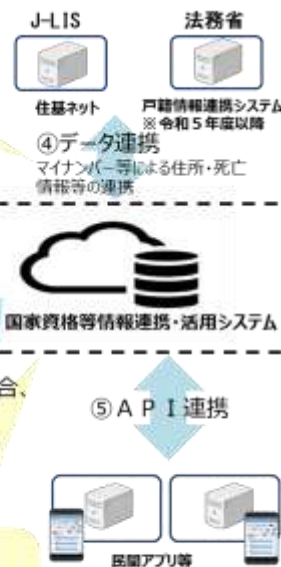 J-LIS 法務省
住基ネット 戸籍情報連携システム
※令和5年度以降
④データ連携
マイナンバー等による住所・死亡
情報等の連携
国家資格等情報連携・活用システム
合、
⑤API連携
民間アプリ等